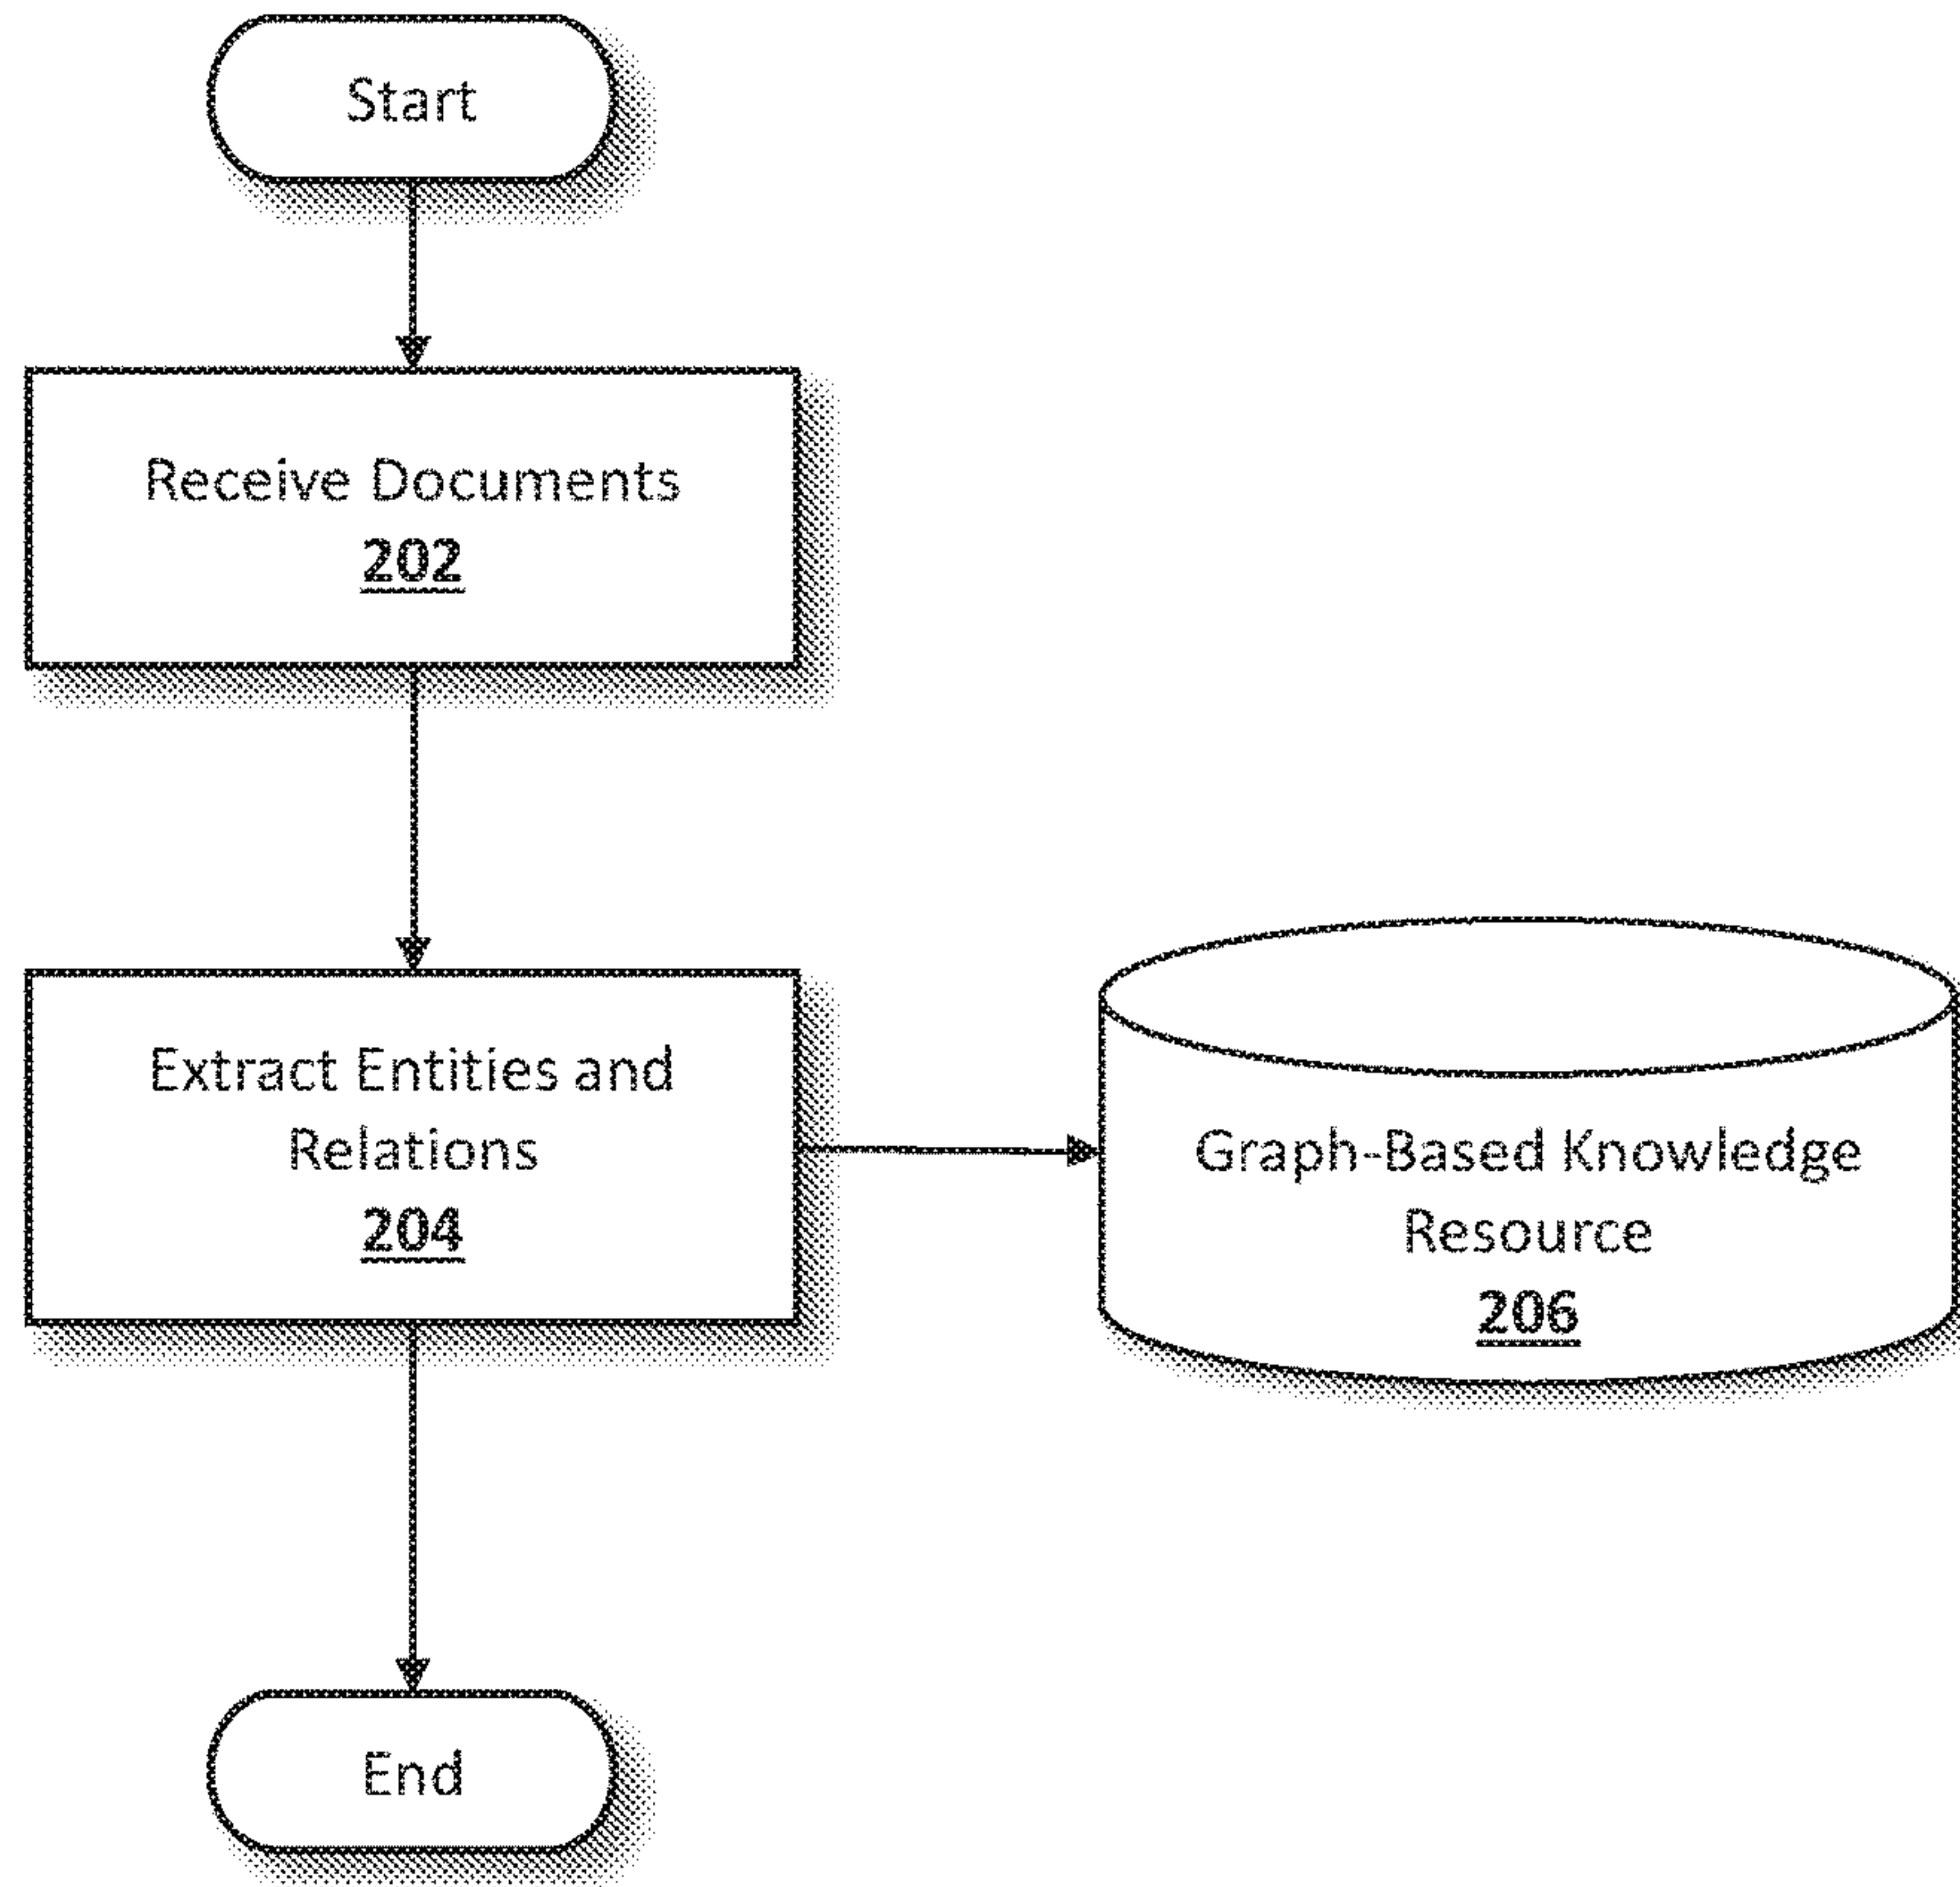 Start
Receive Documents
202
Extract Entities and
Relations
204
Graph-Based Knowledge
Resource
206
End